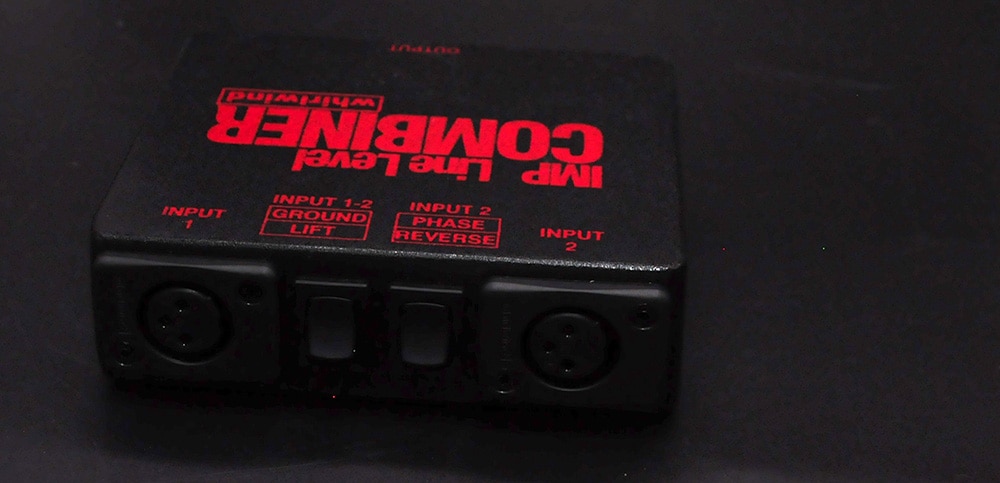 OUTPUT
whirlwind
IMP Line Level
COMBINER
INPUT
1
INPUT 1-2
GROUND
LIFT
INPUT 2
PHASE
REVERSE
INPUT
2